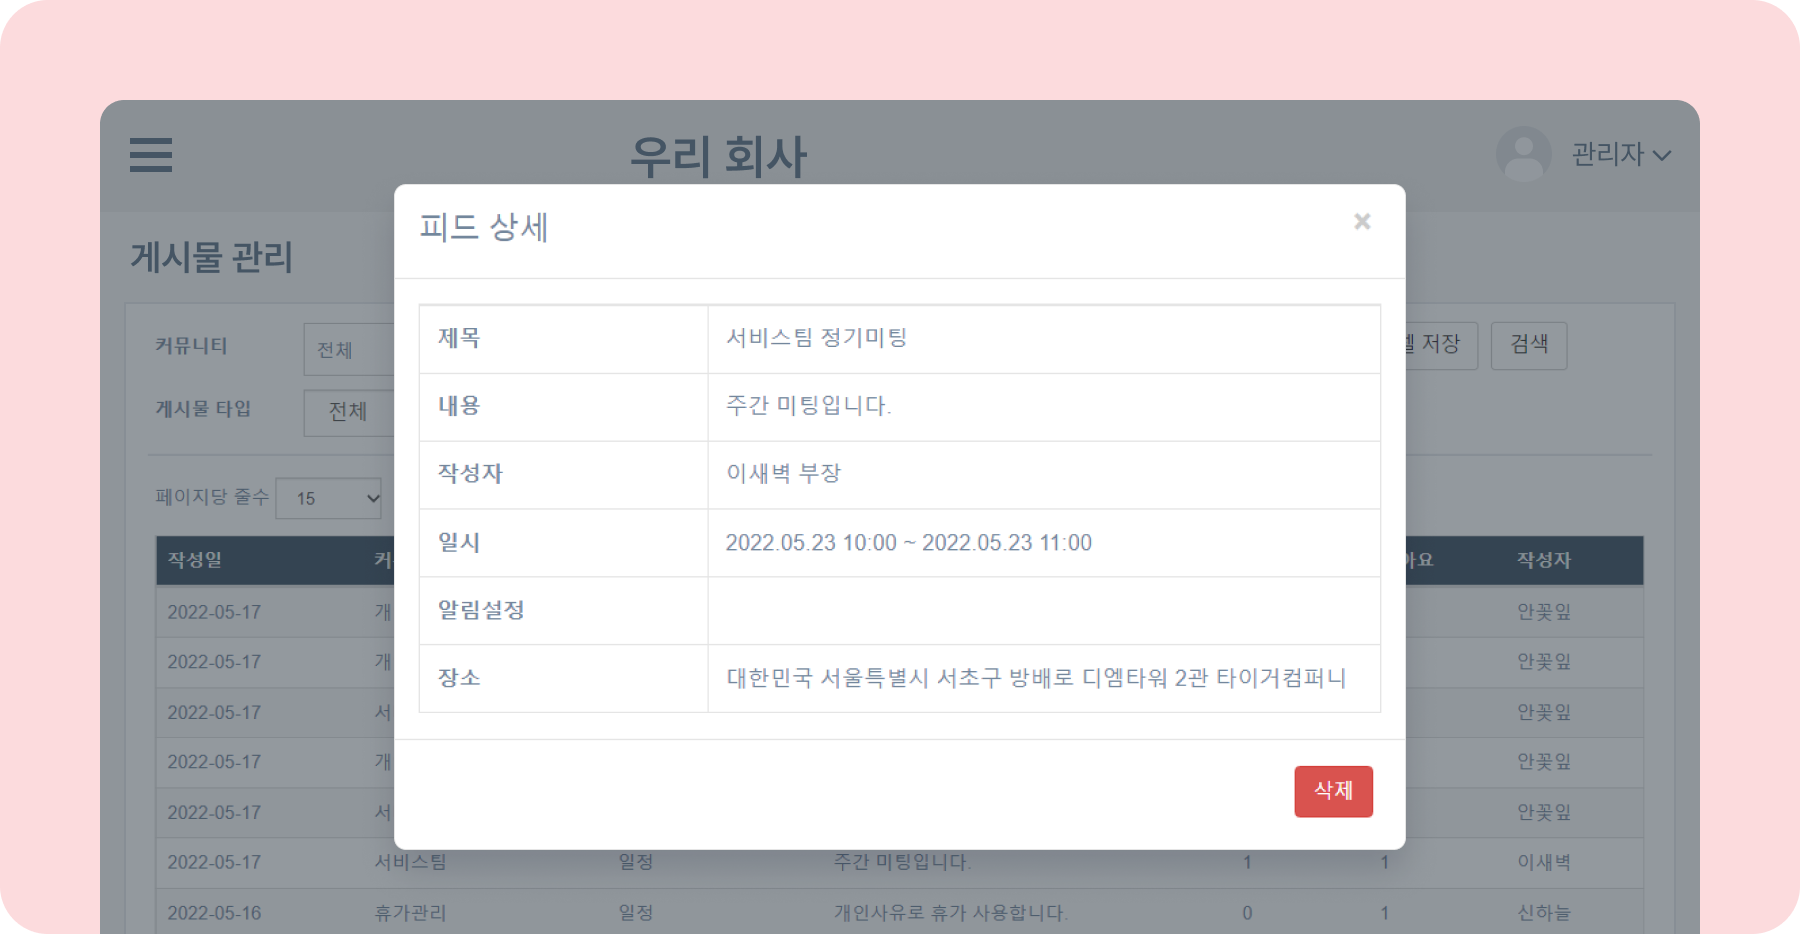 우리 회사
관리자
게시물 관리
커뮤니티 전체
저장 검색
게시물 타입 전체
페이지당 줄수 15
피드 상세
×
제목 서비스팀 정기미팅
내용 주간 미팅입니다.
작성자 이새벽 부장
일시 2022.05.23 10:00 ~ 2022.05.23 11:00
알림설정
장소 대한민국 서울특별시 서초구 방배로 디엠타워 2관 타이거컴퍼니
삭제
작성일 커 요 작성자
2022-05-17 개 안꽃잎
2022-05-17 개 안꽃잎
2022-05-17 서 안꽃잎
2022-05-17 개 안꽃잎
2022-05-17 서 안꽃잎
2022-05-17 서비스팀 일정 주간 미팅입니다. 1 1 이새벽
2022-05-16 휴가관리 일정 개인사유로 휴가 사용합니다. 0 1 신하늘